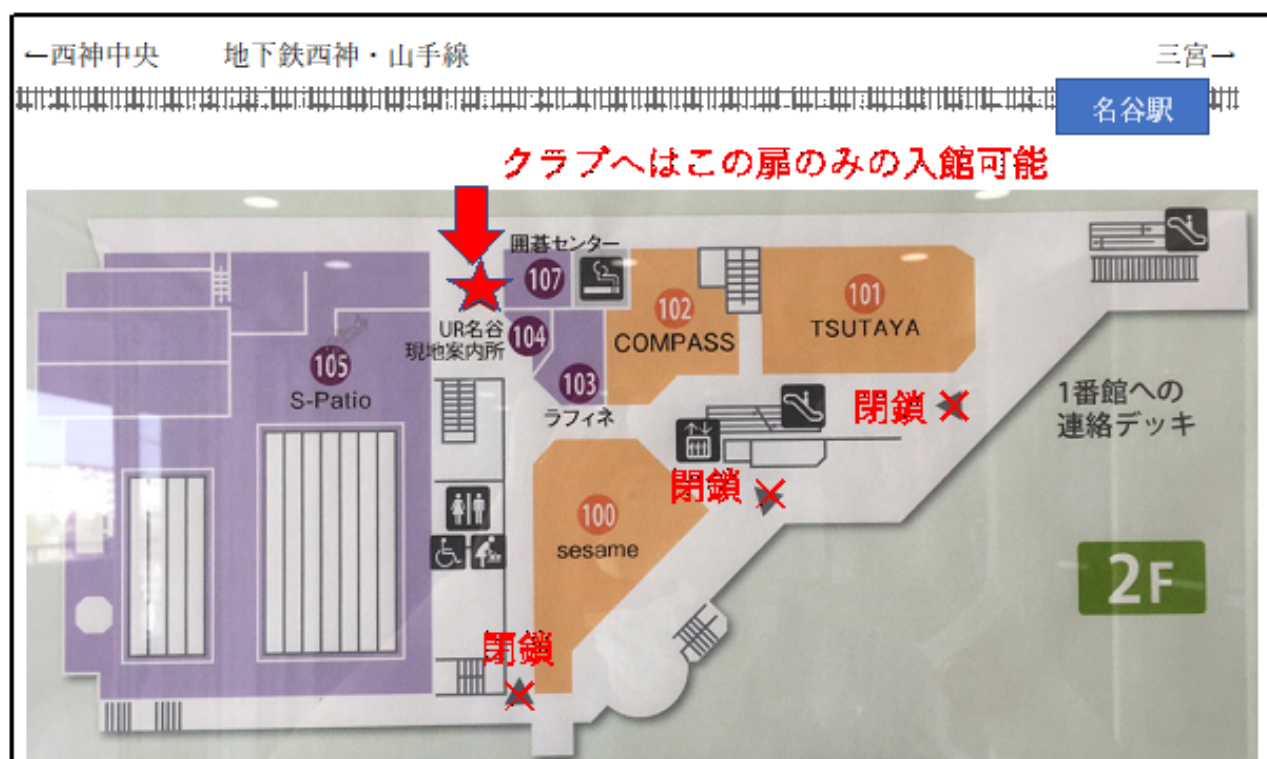 ←西神中央 地下鉄西神・山手線 三宮→
名谷駅
クラブへはこの扉のみの入館可能
囲碁センター
107
102
COMPASS
101
TSUTAYA
UR名谷
現地案内所
104
105
S-Patio
103
ラフィネ
閉鎖
1番館への
連絡デッキ
閉鎖
100
sesame
2F
閉鎖